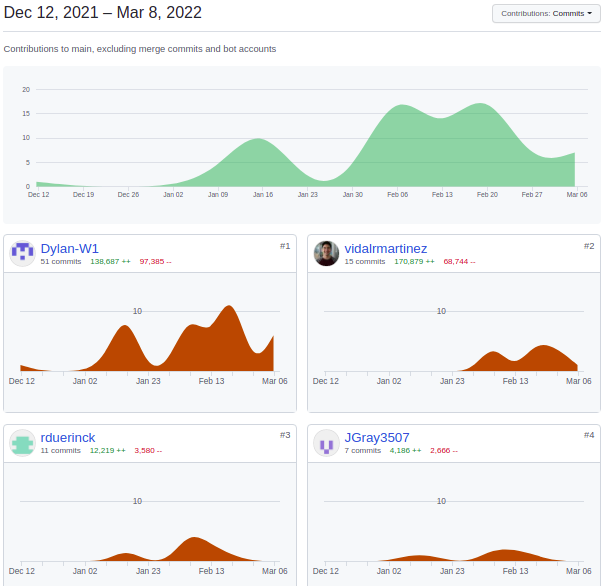 Dec 12, 2021 – Mar 8, 2022
Contributions: Commits
Contributions to main, excluding merge commits and bot accounts
20
15
10
5
0
Dec 12 Dec 19 Dec 26 Jan 02 Jan 09 Jan 16 Jan 23 Jan 30 Feb 06 Feb 13 Feb 20 Feb 27 Mar 06
Dylan-W1 #1
51 commits 138,687 ++ 97,385 --
10
Dec 12 Jan 02 Jan 23 Feb 13 Mar 06
vidalrmartinez #2
15 commits 170,879 ++ 68,744 --
10
Dec 12 Jan 02 Jan 23 Feb 13 Mar 06
rduerinck #3
11 commits 12,219 ++ 3,580 --
10
Dec 12 Jan 02 Jan 23 Feb 13 Mar 06
JGray3507 #4
7 commits 4,186 ++ 2,666 --
10
Dec 12 Jan 02 Jan 23 Feb 13 Mar 06